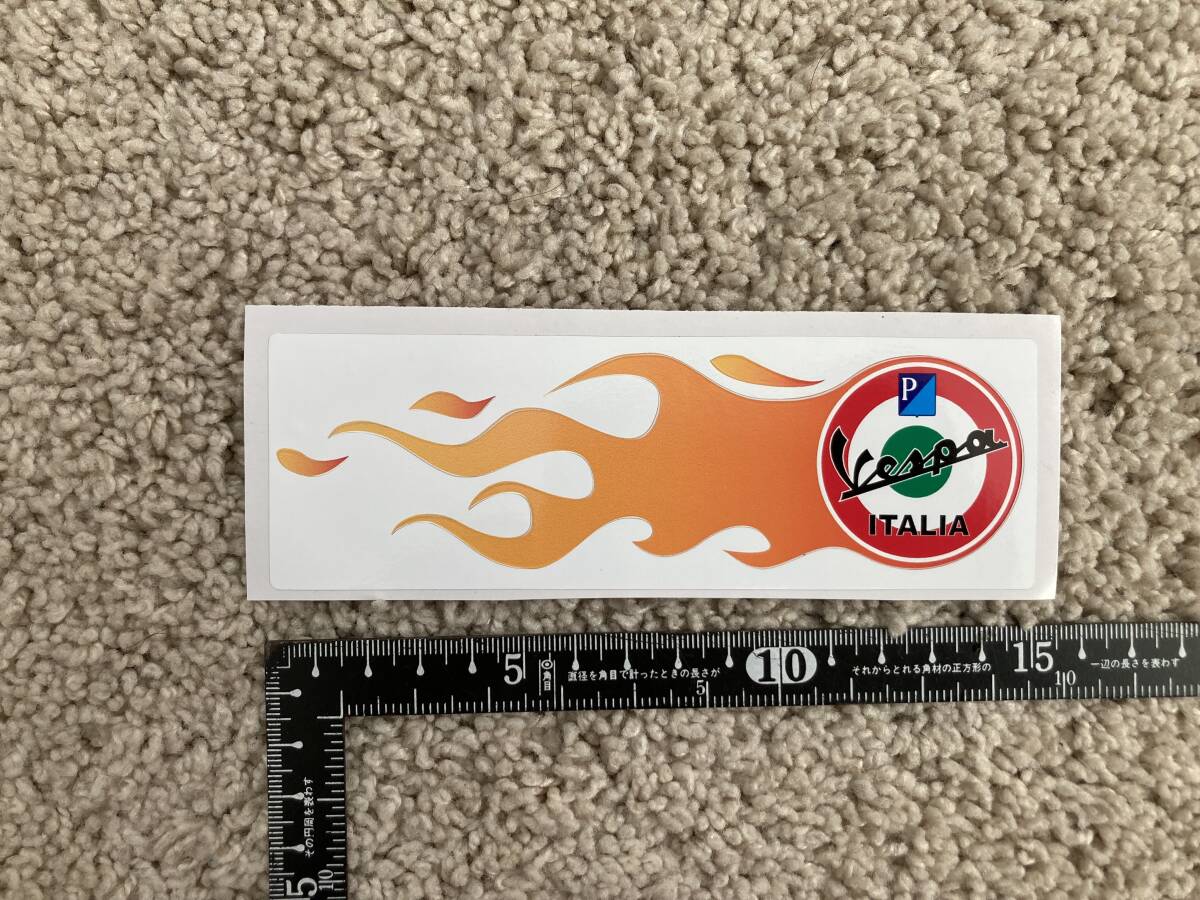 P
Vespa
ITALIA
5 角目 直径を角目で計ったときの長さが 10 それからとれる角材の正方形の 15 一辺の長さを表わす
5 10
その円周を表わす
5
10